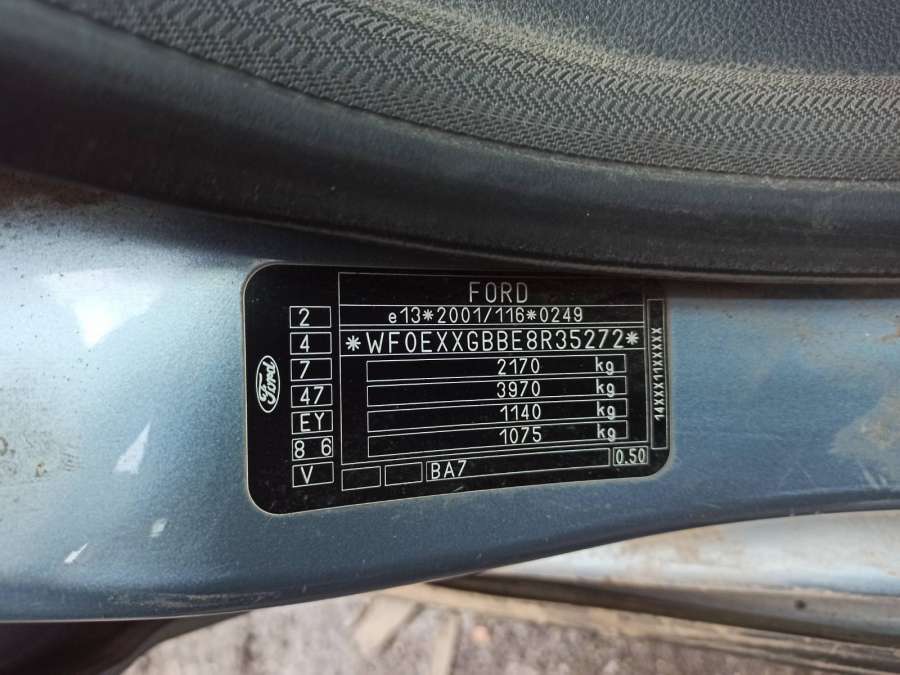 FORD
e13*2001/116*0249
*WF0EXXGBBE8R35272*
2170 kg
3970 kg
1140 kg
1075 kg
BA7
0.50
2
4
7
47
EY
8 6
V
Ford
14XXX11XXXXX